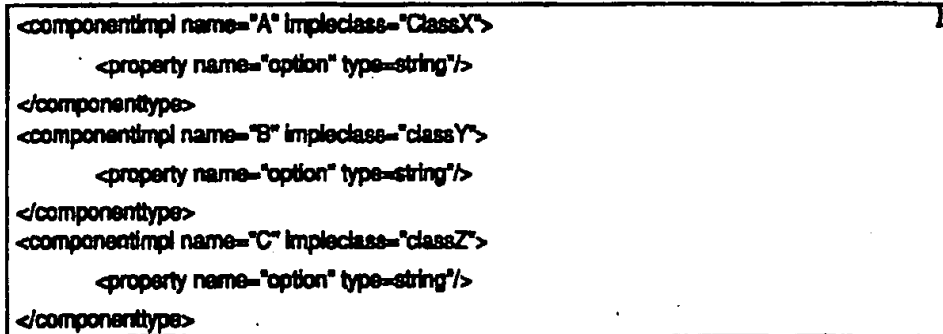 <componentimpl name="A" impleclass="ClassX">
<property name="option" type=string"/>
</componenttype>
<componentimpl name="B" impleclass="classY">
<property name="option" type=string"/>
</componenttype>
<componentimpl name="C" impleclass="classZ">
<property name="option" type=string"/>
</componenttype>